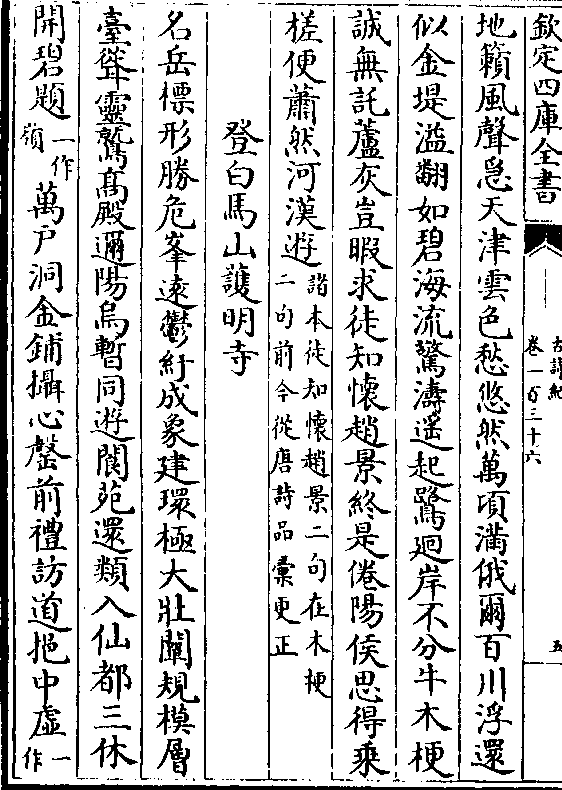 欽定四庫全書
古詩紀
卷一百三十六
五
地籟風聲急天津雲色愁悠然萬頃滿俄爾百川浮還
似金堤溢翻如碧海流驚濤遥起鷺廻岸不分牛木梗
誠無託蘆灰豈暇求徒知懷趙景終是倦陽侯思得乘
槎便蕭然河漢遊諸本徒知懷趙景二句在木梗二句前今從唐詩品彙更正
登白馬山護明寺
名岳標形勝危峯遠鬱紆成象建環極大壯闡規模層
臺聳靈鷲髙殿邇陽烏暫同遊閬苑還類入仙都三休
開碧題一作嶺萬户洞金鋪攝心罄前禮訪道挹中虚一作